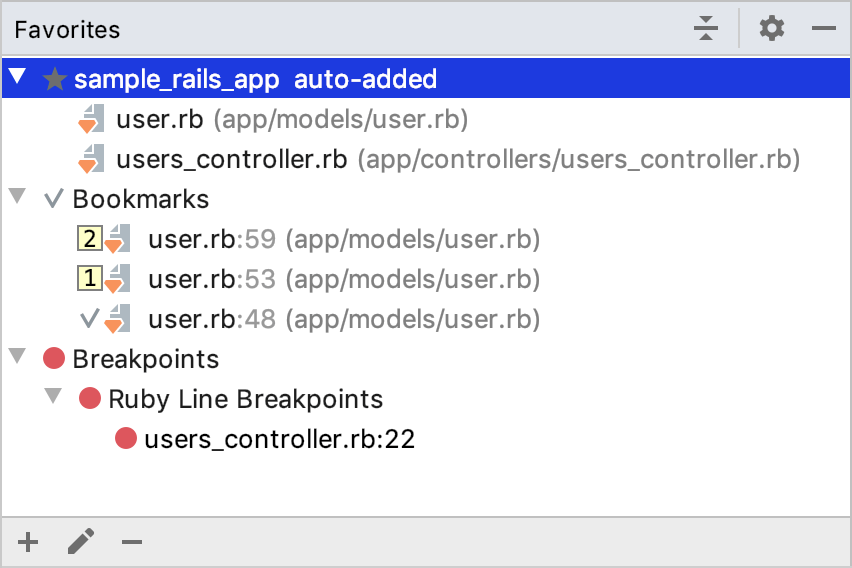 Favorites
sample_rails_app auto-added
user.rb (app/models/user.rb)
users_controller.rb (app/controllers/users_controller.rb)
Bookmarks
2 user.rb:59 (app/models/user.rb)
1 user.rb:53 (app/models/user.rb)
user.rb:48 (app/models/user.rb)
Breakpoints
Ruby Line Breakpoints
users_controller.rb:22